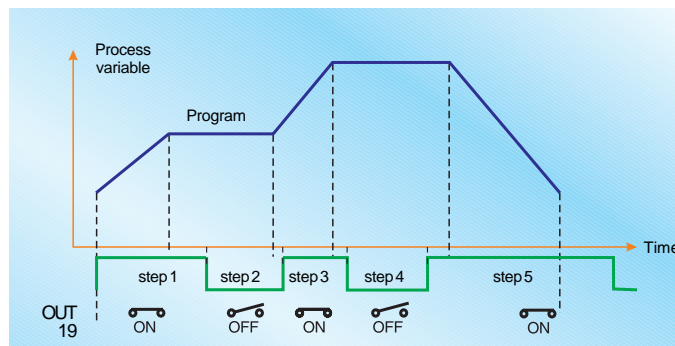 Process
variable
Program
Time
step 1 step 2 step 3 step 4 step 5
OUT
19
ON OFF ON OFF ON